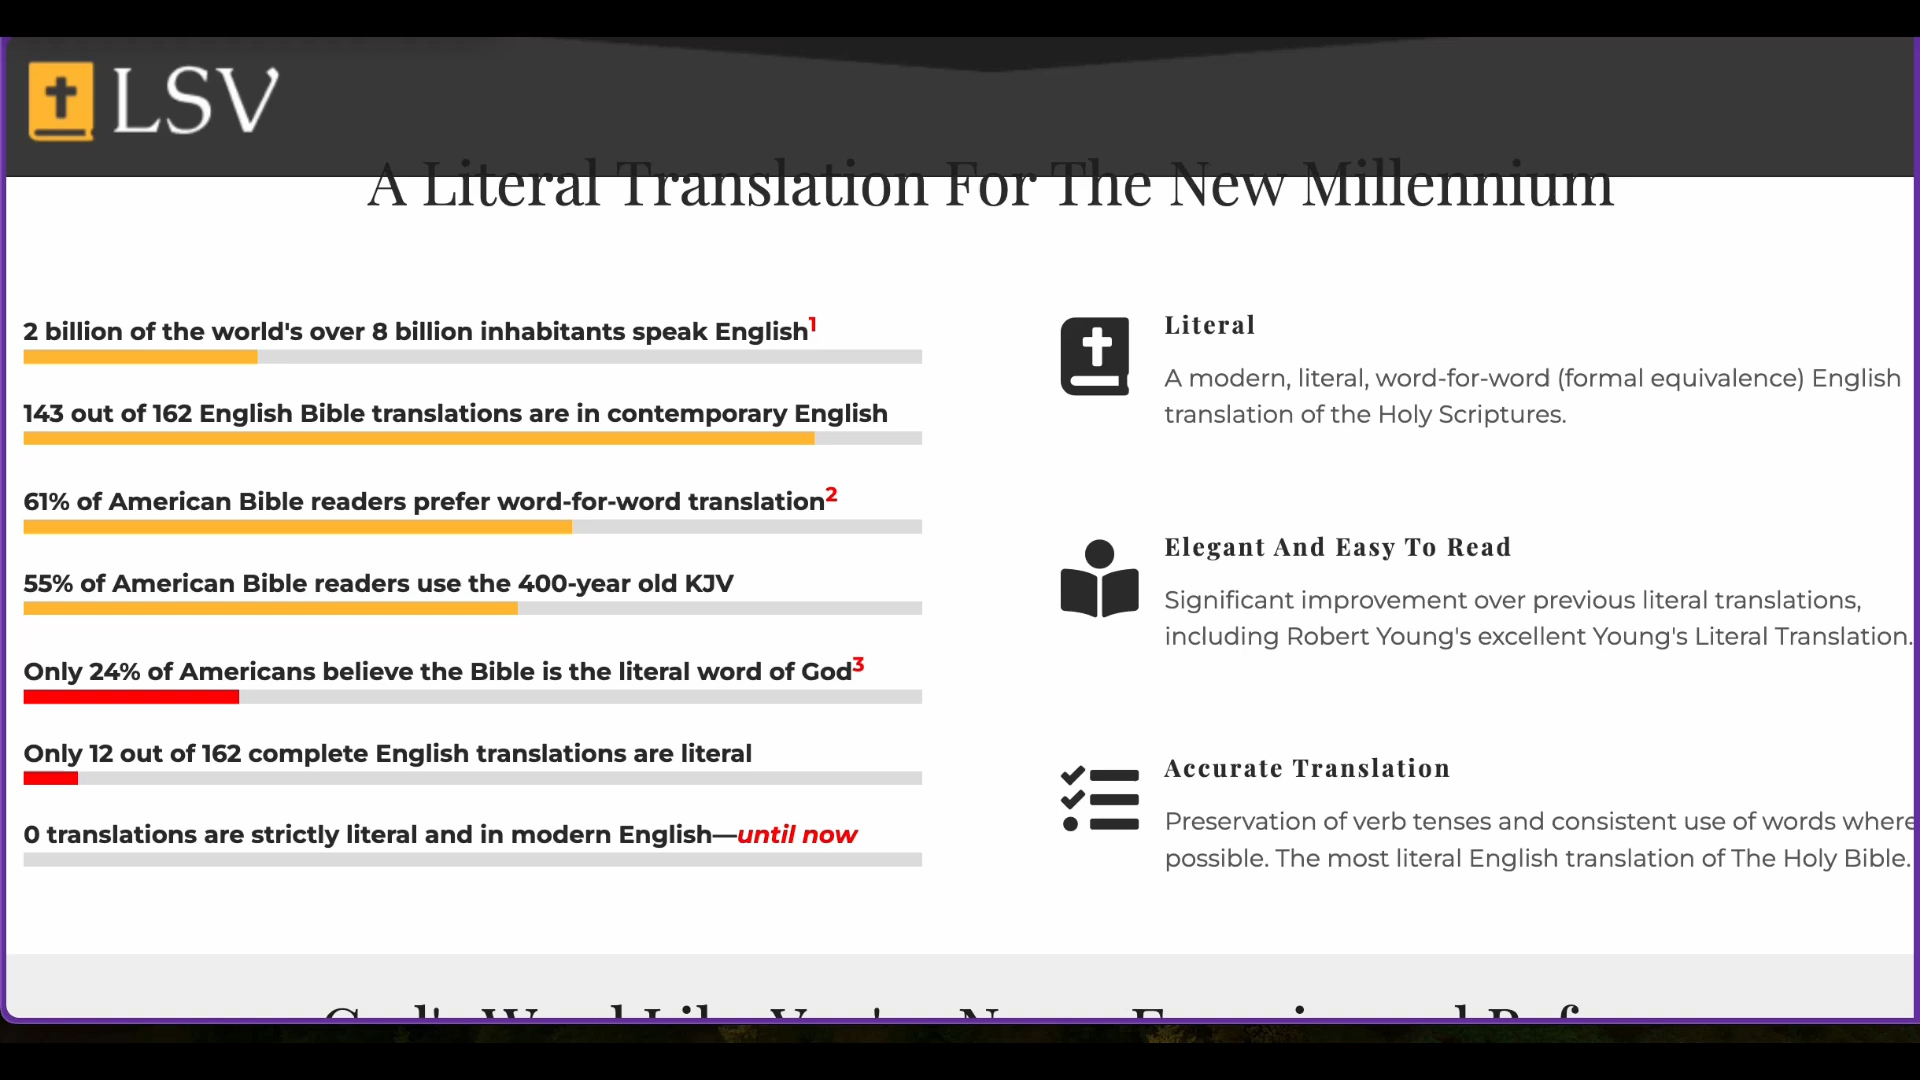 LSV
A Literal Translation For The New Millennium
2 billion of the world's over 8 billion inhabitants speak English1
143 out of 162 English Bible translations are in contemporary English
61% of American Bible readers prefer word-for-word translation2
55% of American Bible readers use the 400-year old KJV
Only 24% of Americans believe the Bible is the literal word of God3
Only 12 out of 162 complete English translations are literal
0 translations are strictly literal and in modern English—until now
Literal
A modern, literal, word-for-word (formal equivalence) English
translation of the Holy Scriptures.
Elegant And Easy To Read
Significant improvement over previous literal translations,
including Robert Young's excellent Young's Literal Translation.
Accurate Translation
Preservation of verb tenses and consistent use of words where
possible. The most literal English translation of The Holy Bible.